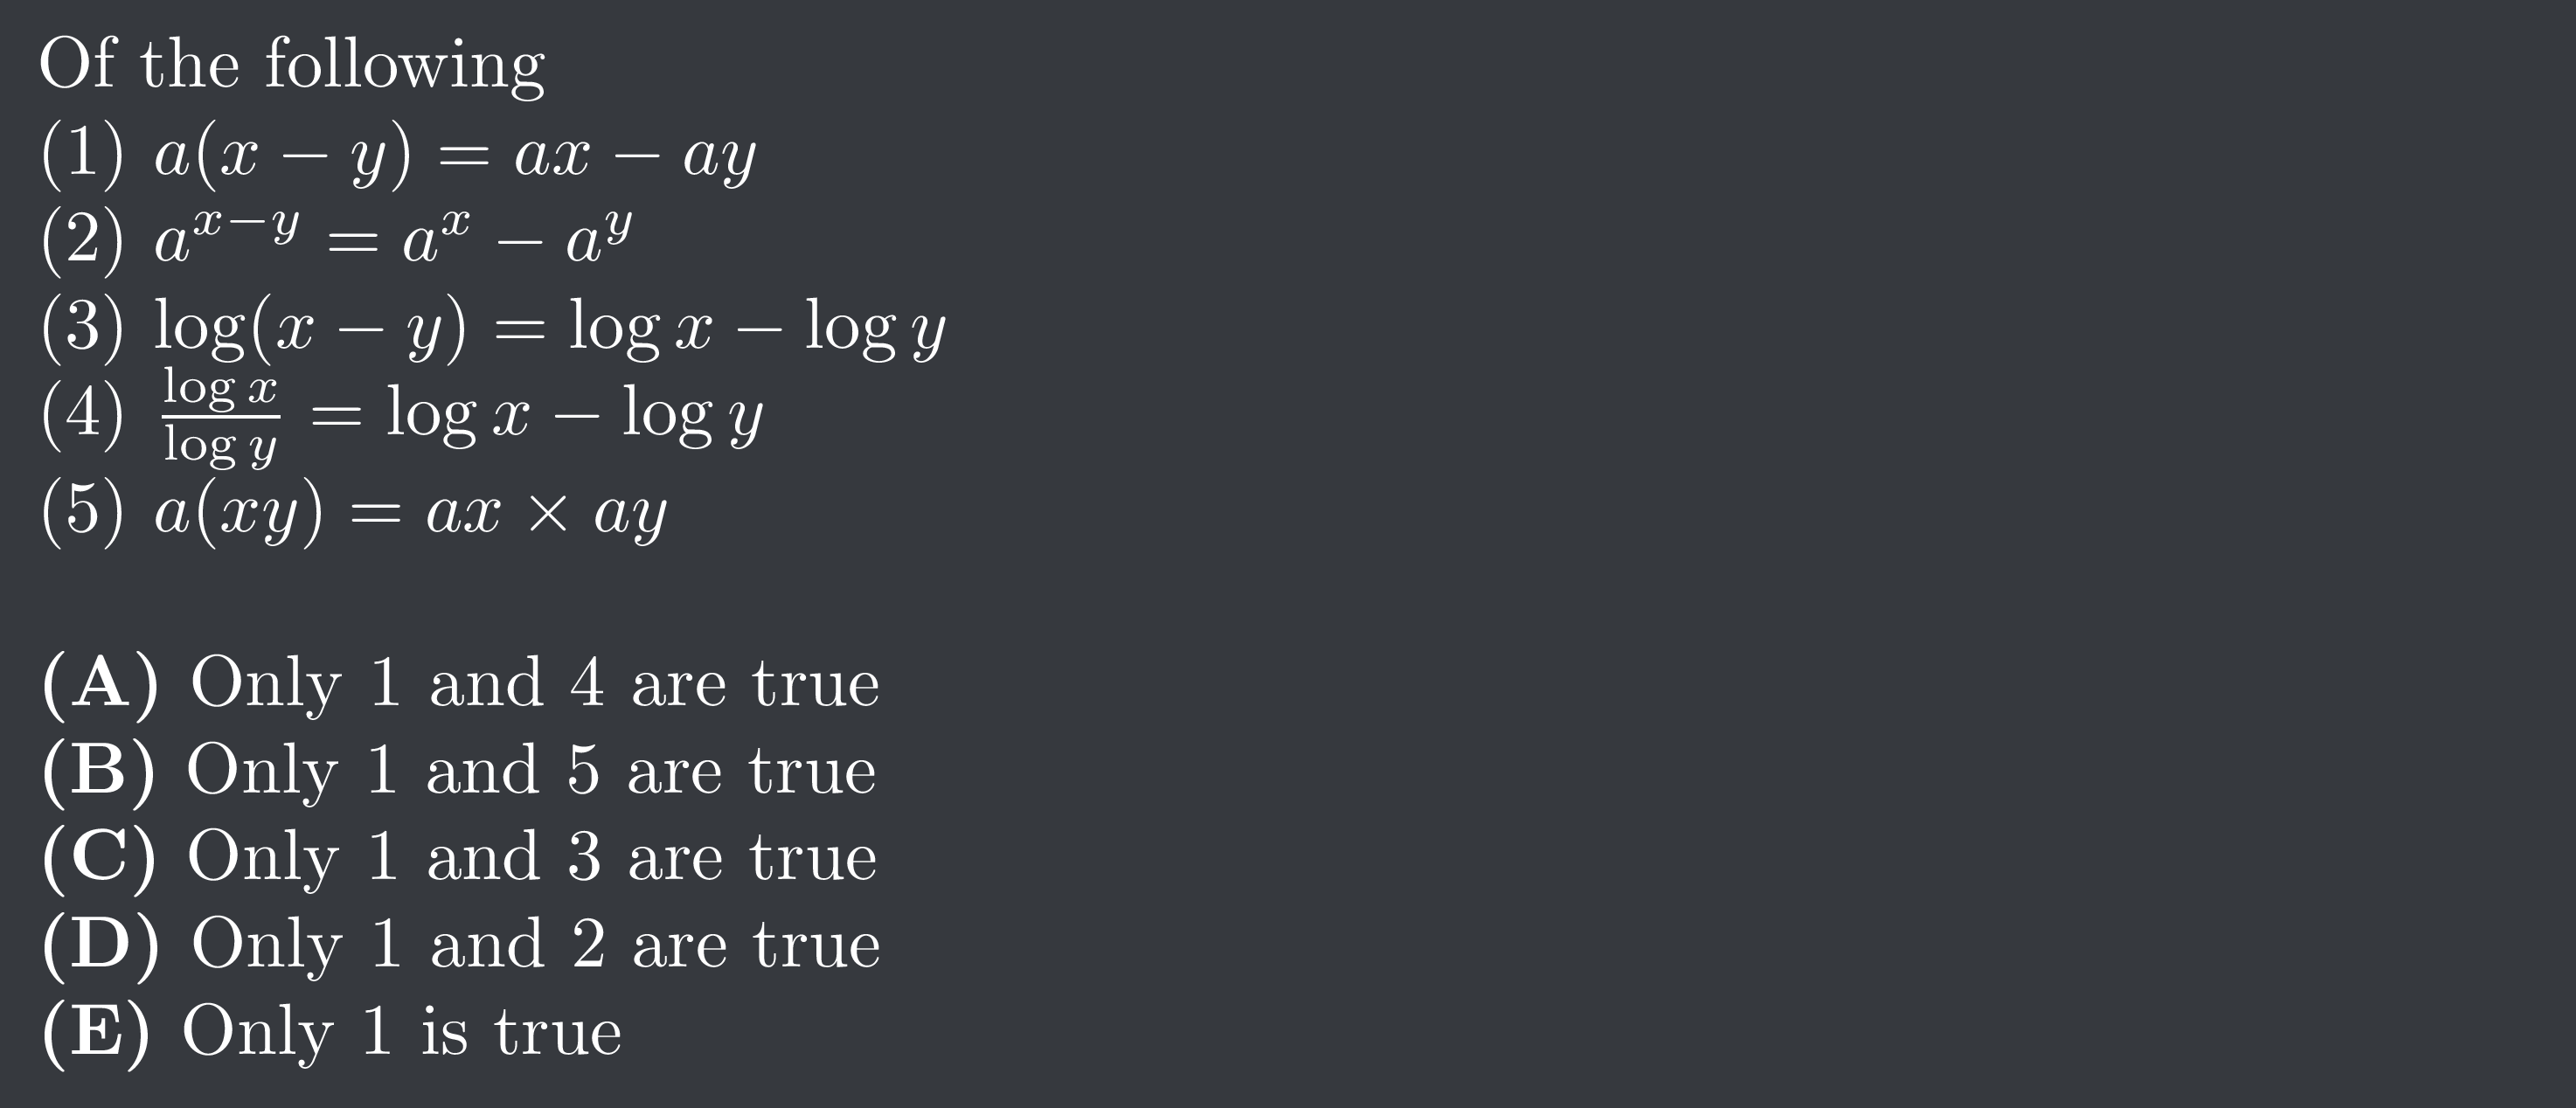 Of the following
(1) $a(x - y) = ax - ay$
(2) $a^{x-y} = a^x - a^y$
(3) $\log(x - y) = \log x - \log y$
(4) $\frac{\log x}{\log y} = \log x - \log y$
(5) $a(xy) = ax \times ay$
(A) Only 1 and 4 are true
(B) Only 1 and 5 are true
(C) Only 1 and 3 are true
(D) Only 1 and 2 are true
(E) Only 1 is true